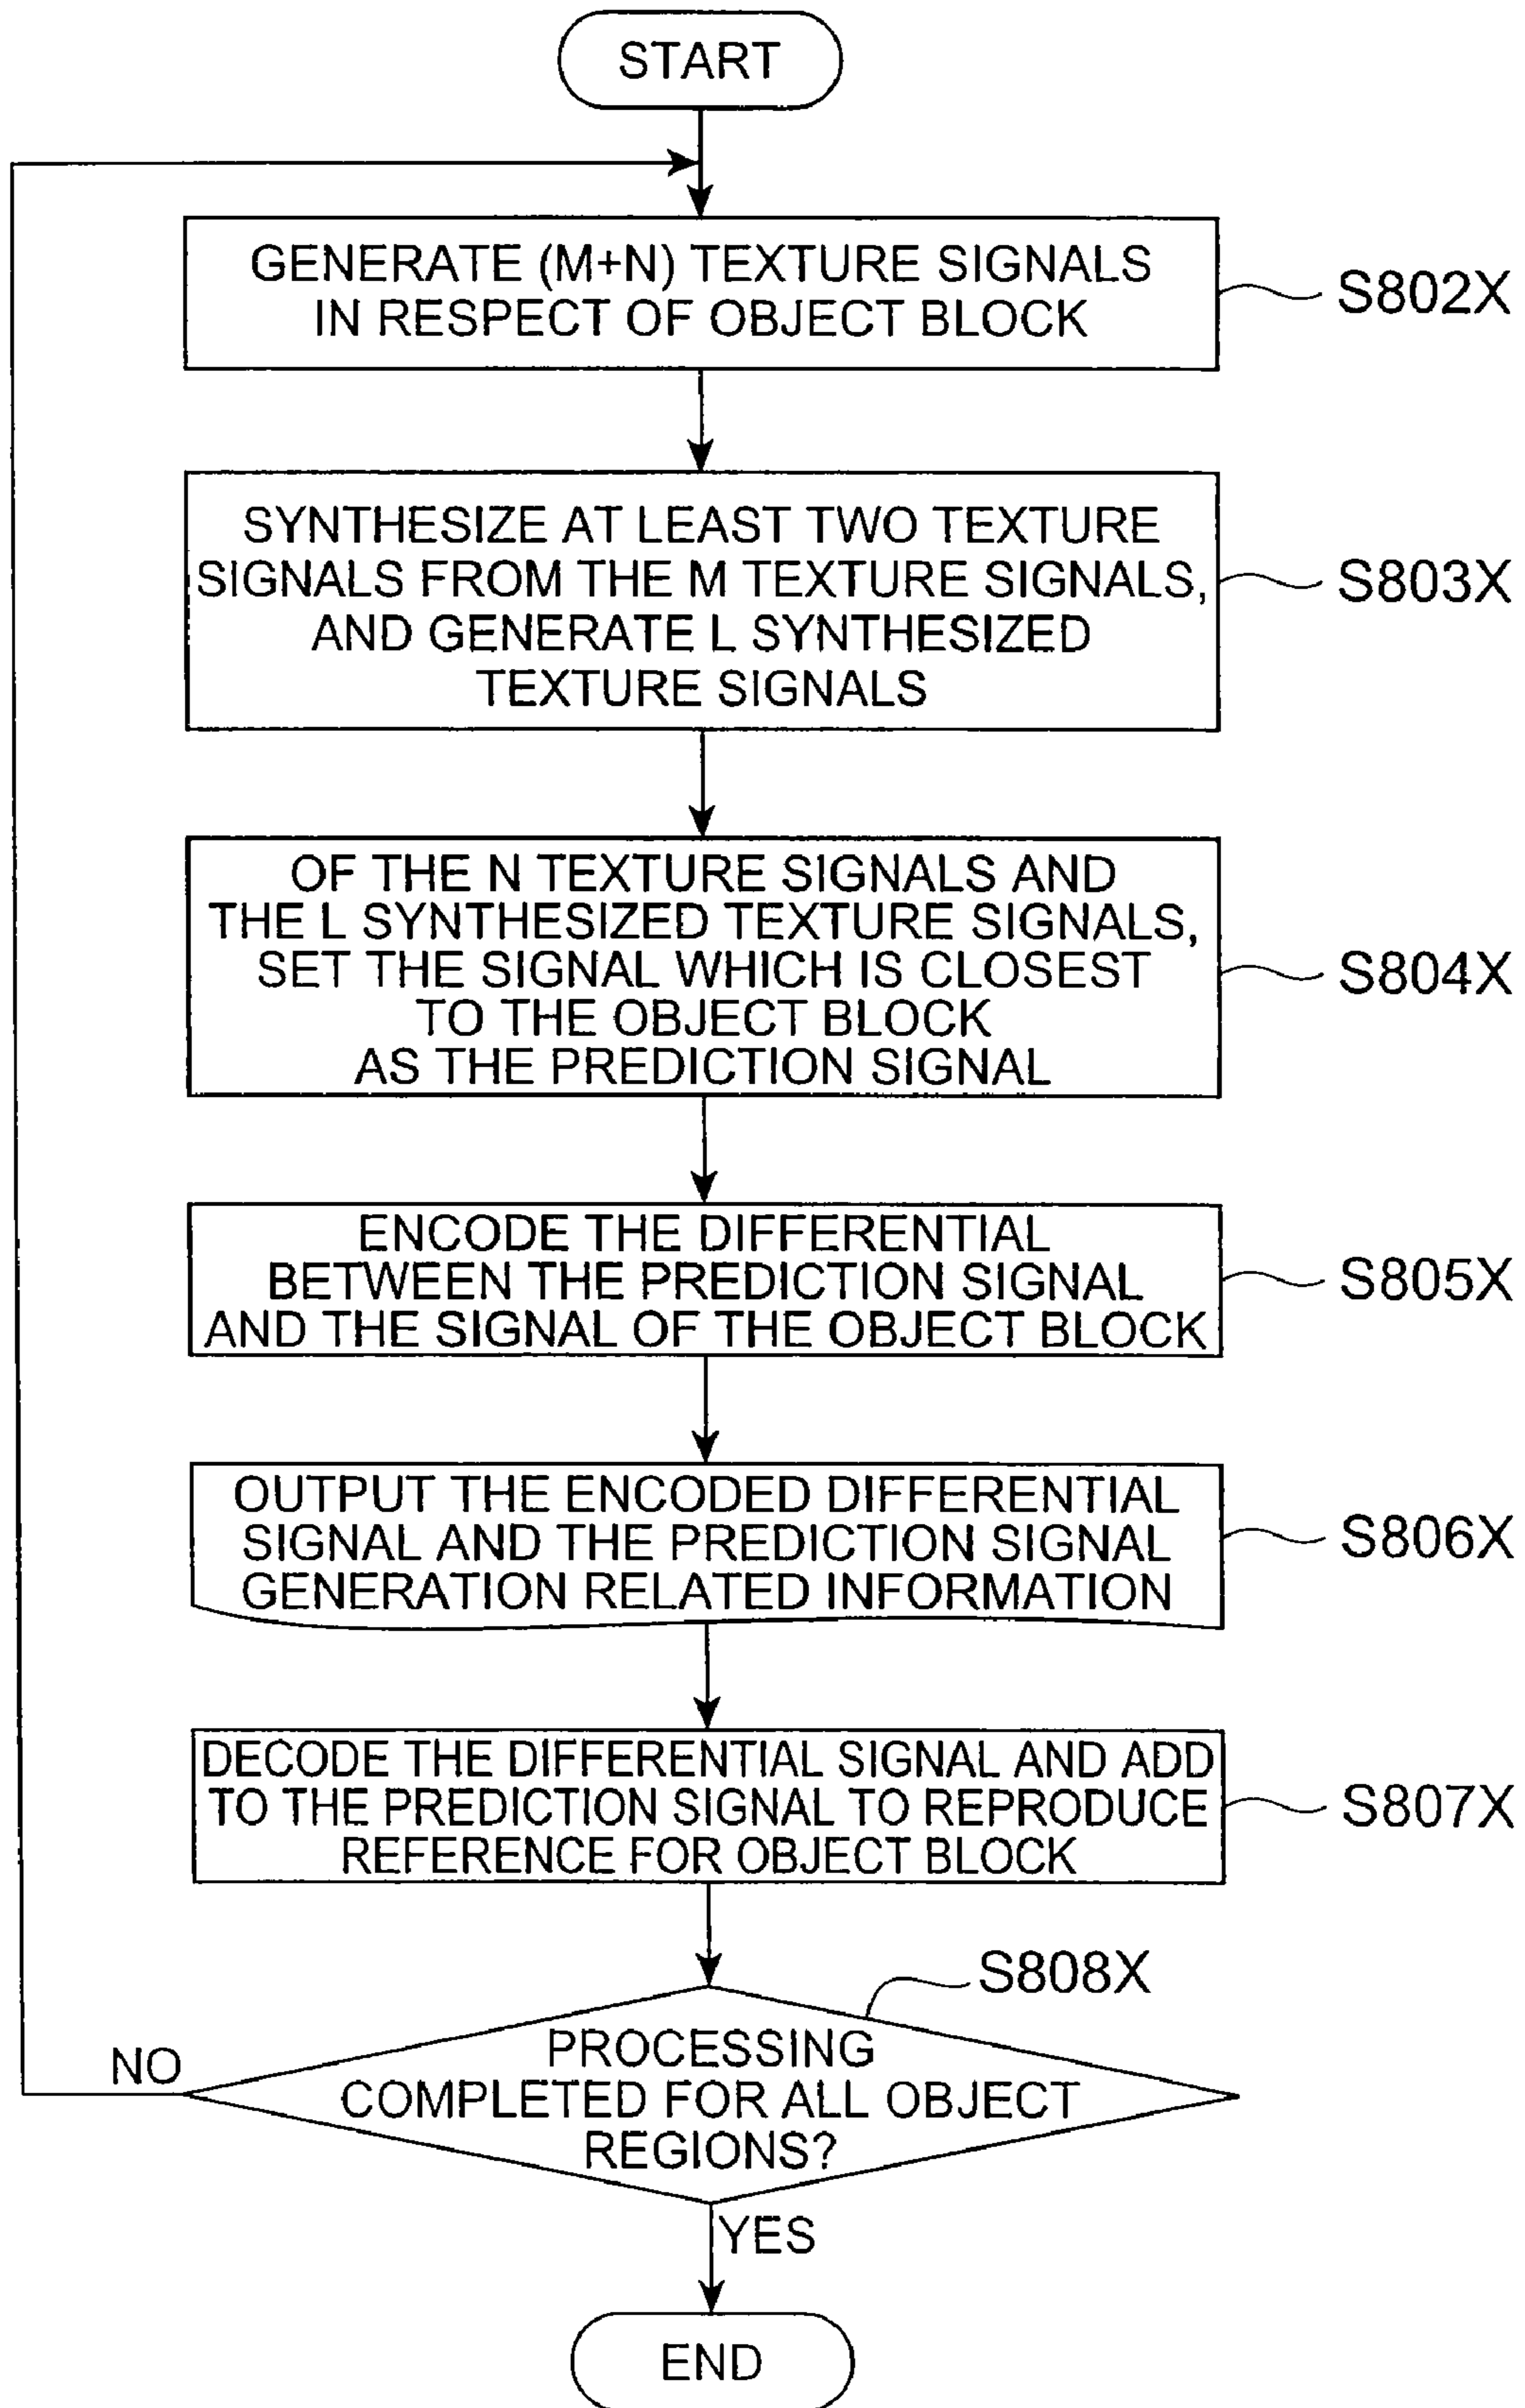 START
GENERATE (M+N) TEXTURE SIGNALS
IN RESPECT OF OBJECT BLOCK
S802X
SYNTHESIZE AT LEAST TWO TEXTURE
SIGNALS FROM THE M TEXTURE SIGNALS,
AND GENERATE L SYNTHESIZED
TEXTURE SIGNALS
S803X
OF THE N TEXTURE SIGNALS AND
THE L SYNTHESIZED TEXTURE SIGNALS,
SET THE SIGNAL WHICH IS CLOSEST
TO THE OBJECT BLOCK
AS THE PREDICTION SIGNAL
S804X
ENCODE THE DIFFERENTIAL
BETWEEN THE PREDICTION SIGNAL
AND THE SIGNAL OF THE OBJECT BLOCK
S805X
OUTPUT THE ENCODED DIFFERENTIAL
SIGNAL AND THE PREDICTION SIGNAL
GENERATION RELATED INFORMATION
S806X
DECODE THE DIFFERENTIAL SIGNAL AND ADD
TO THE PREDICTION SIGNAL TO REPRODUCE
REFERENCE FOR OBJECT BLOCK
S807X
S808X
PROCESSING
COMPLETED FOR ALL OBJECT
REGIONS?
NO
YES
END